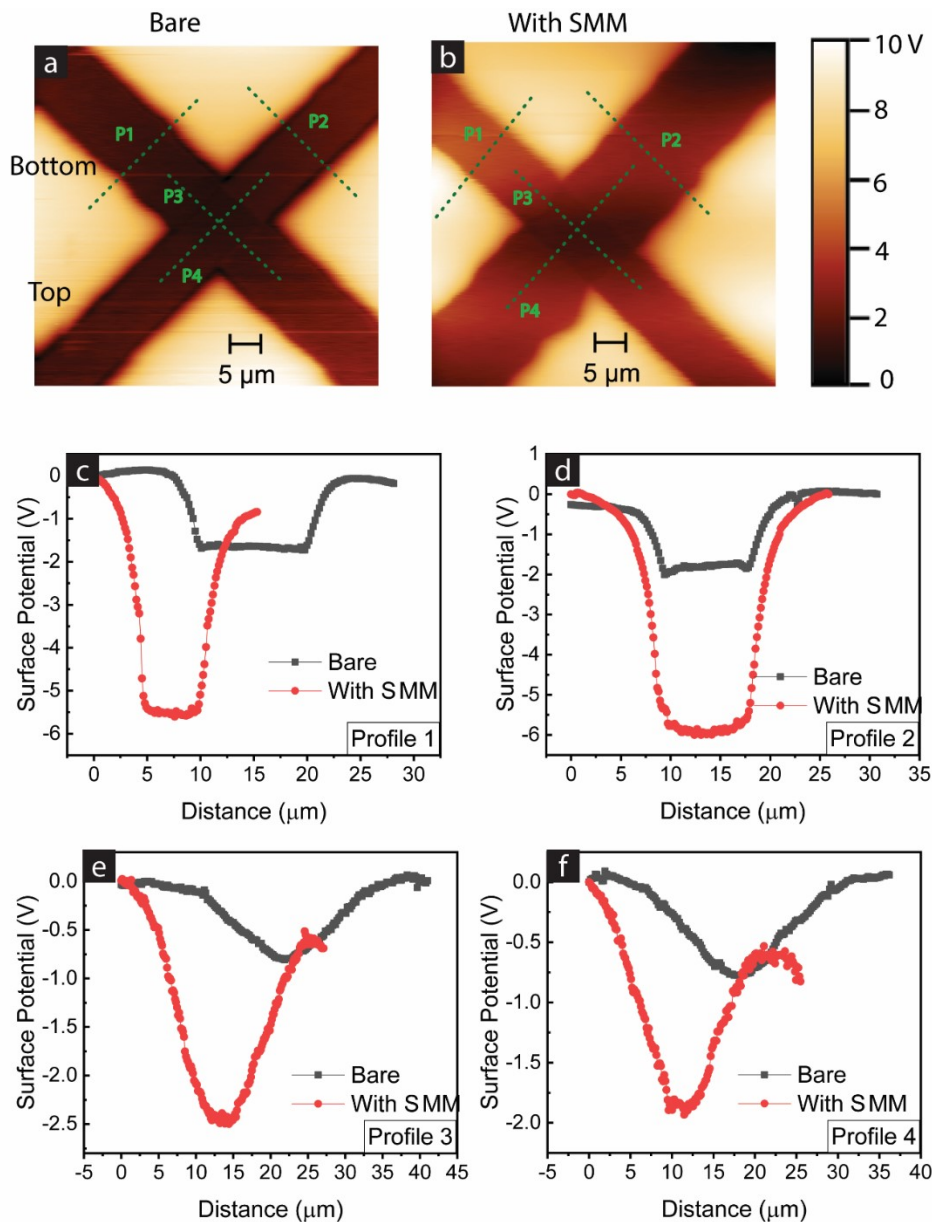 Bare
With SMM
a
b
10 V
8
6
4
2
0
P1
P2
P3
P4
Bottom
Top
5 μm
P1
P2
P3
P4
5 μm
c
Surface Potential (V)
0
-1
-2
-3
-4
-5
-6
Bare
With SMM
Profile 1
0 5 10 15 20 25 30
Distance (μm)
d
Surface Potential (V)
1
0
-1
-2
-3
-4
-5
-6
Bare
With SMM
Profile 2
0 5 10 15 20 25 30 35
Distance (μm)
e
Surface Potential (V)
0.0
-0.5
-1.0
-1.5
-2.0
-2.5
Bare
With SMM
Profile 3
-5 0 5 10 15 20 25 30 35 40 45
Distance (μm)
f
Surface Potential (V)
0.0
-0.5
-1.0
-1.5
-2.0
Bare
With SMM
Profile 4
-5 0 5 10 15 20 25 30 35 40
Distance (μm)